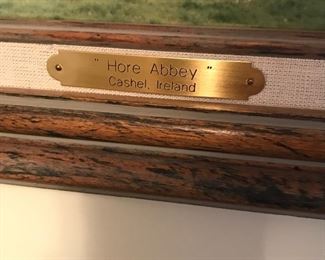 " Hore Abbey "
Cashel, Ireland